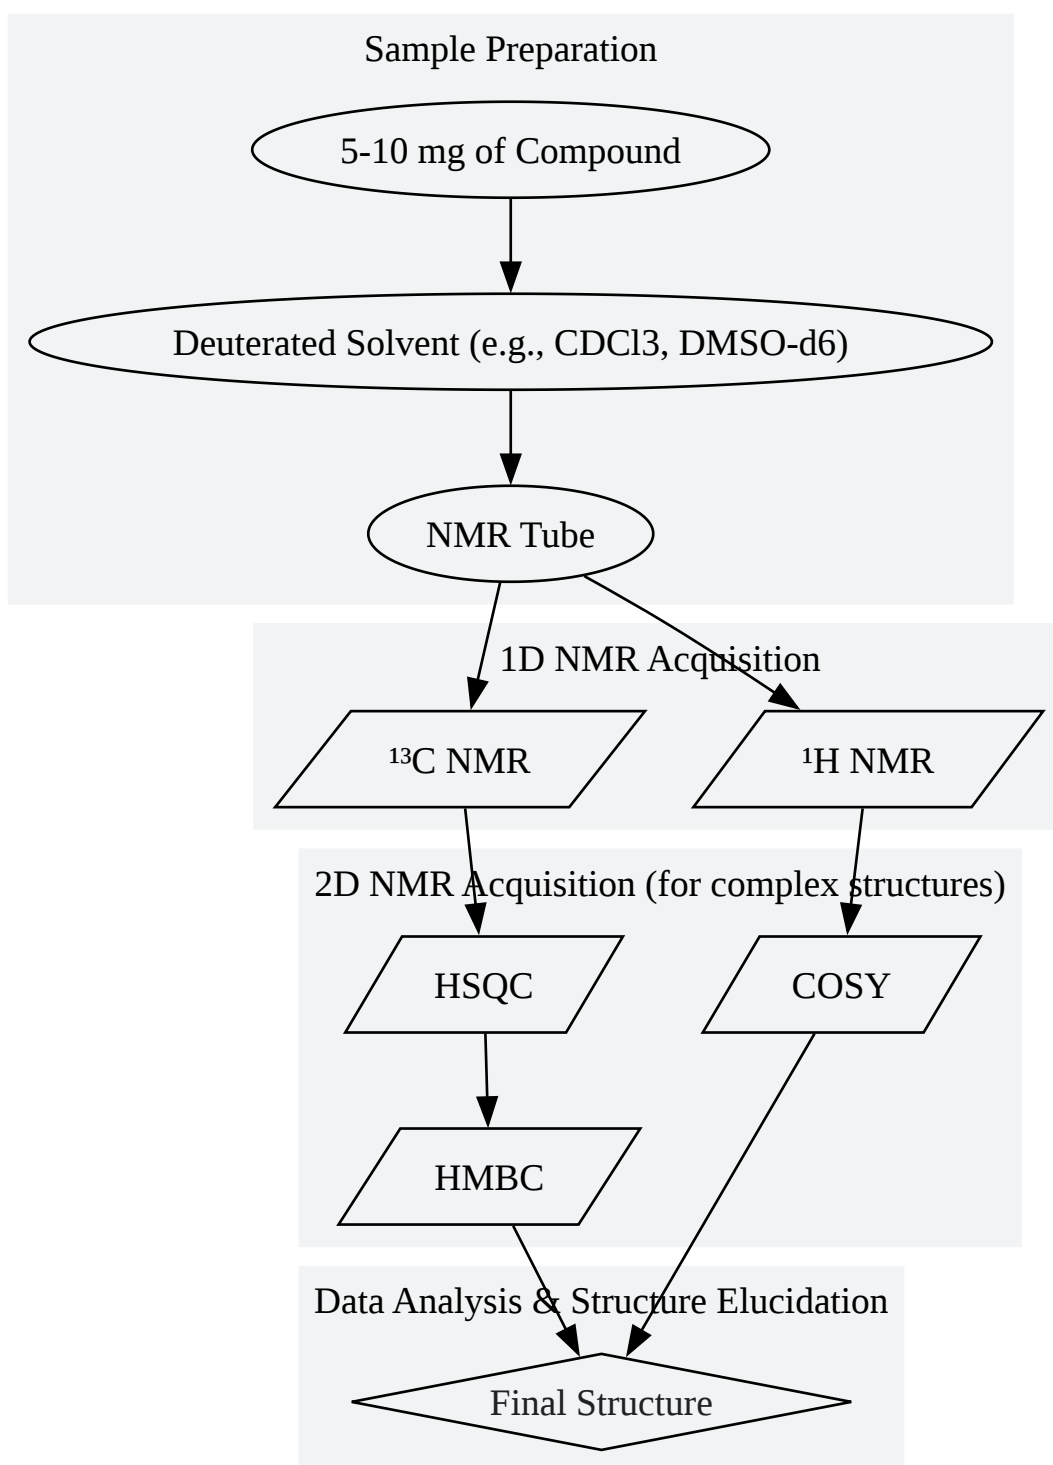 Sample Preparation
5-10 mg of Compound
Deuterated Solvent (e.g., CDCl3, DMSO-d6)
NMR Tube
1D NMR Acquisition
¹³C NMR
¹H NMR
2D NMR Acquisition (for complex structures)
HSQC
COSY
HMBC
Data Analysis & Structure Elucidation
Final Structure